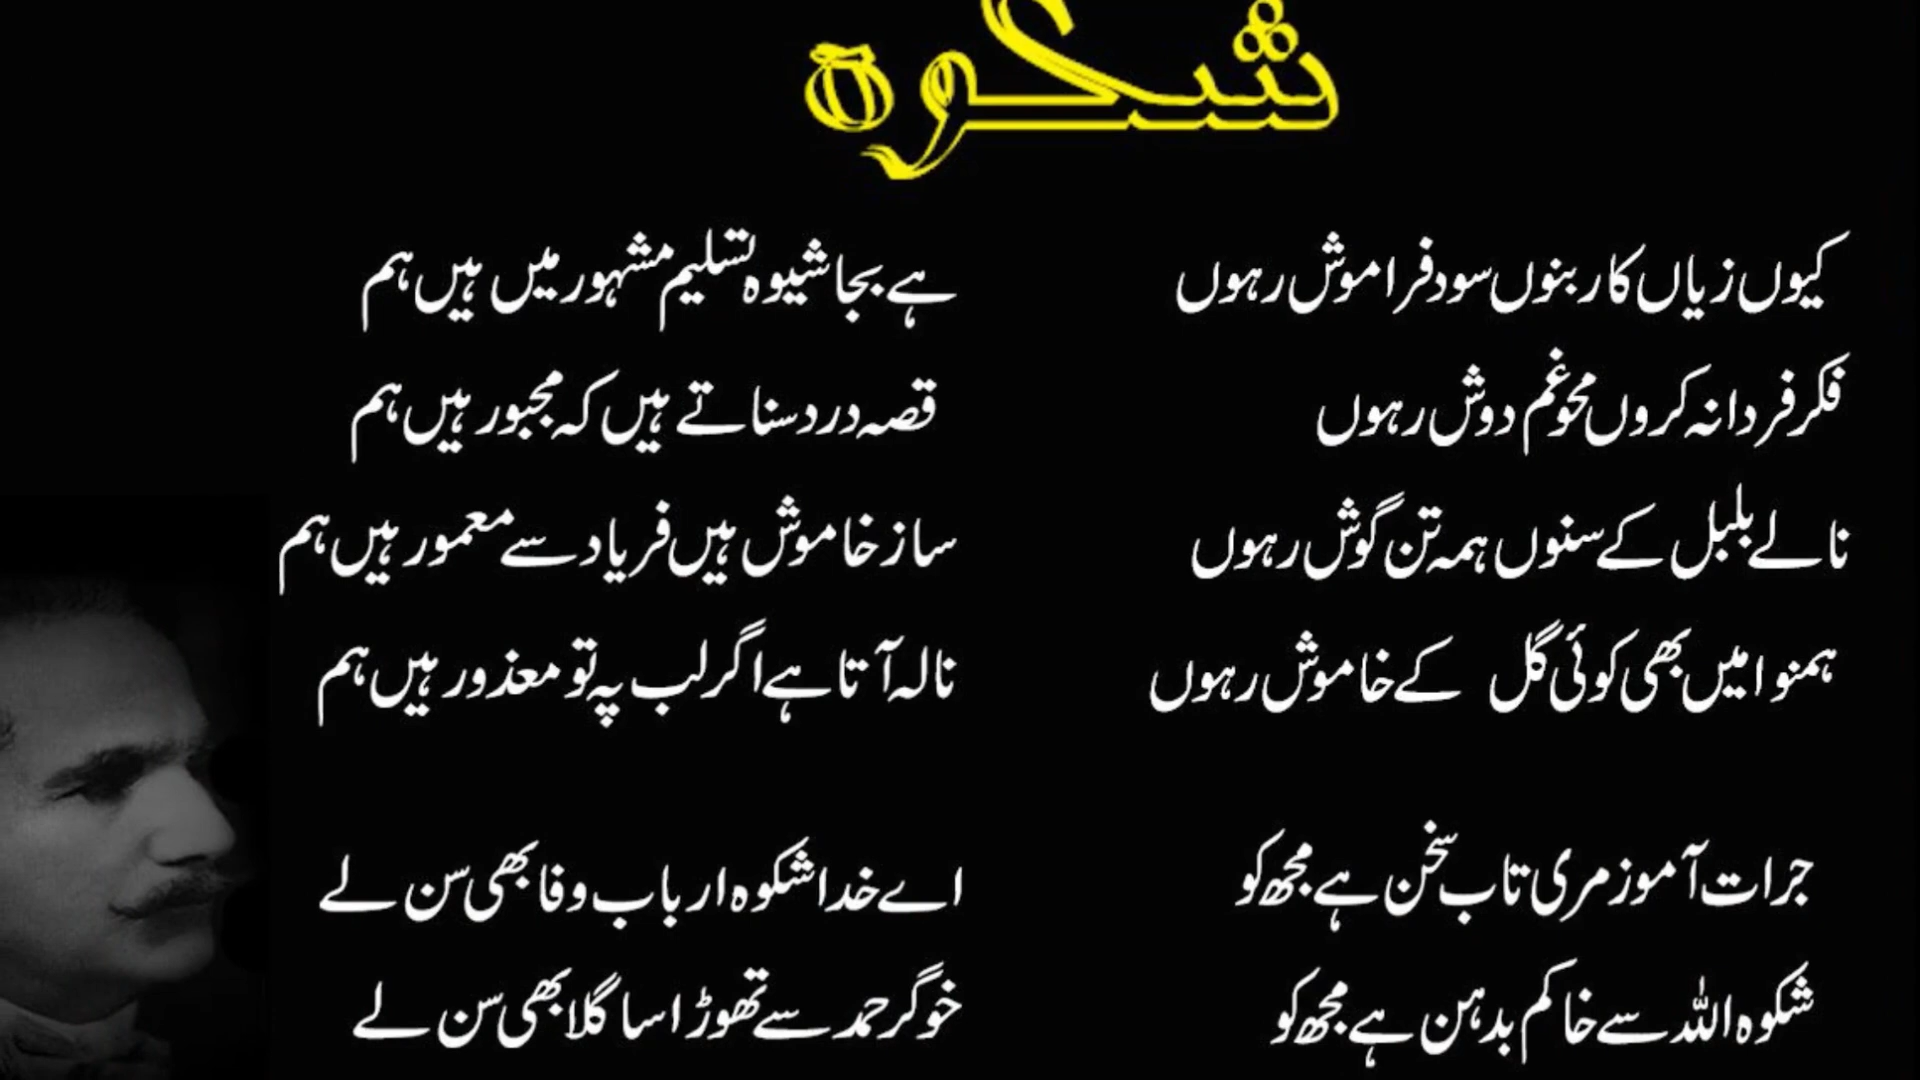 شکوہ
کیوں زیاں کار بنوں سود فراموش رہوں
فکر فردا نہ کروں محو غم دوش رہوں
نالے بلبل کے سنوں ہمہ تن گوش رہوں
ہمنوا میں بھی کوئی گل کے خاموش رہوں
جرات آموز مری تاب سخن ہے مجھ کو
شکوہ اللہ سے خاکم بدہن ہے مجھ کو
ہے بجا شیوہ تسلیم مشہور میں ہیں ہم
قصہ درد سناتے ہیں کہ مجبور ہیں ہم
ساز خاموش ہیں فریاد سے معمور ہیں ہم
نالہ آتا ہے اگر لب پہ تو معذور ہیں ہم
اے خدا شکوہ ارباب وفا بھی سن لے
خوگر حمد سے تھوڑا سا گلا بھی سن لے